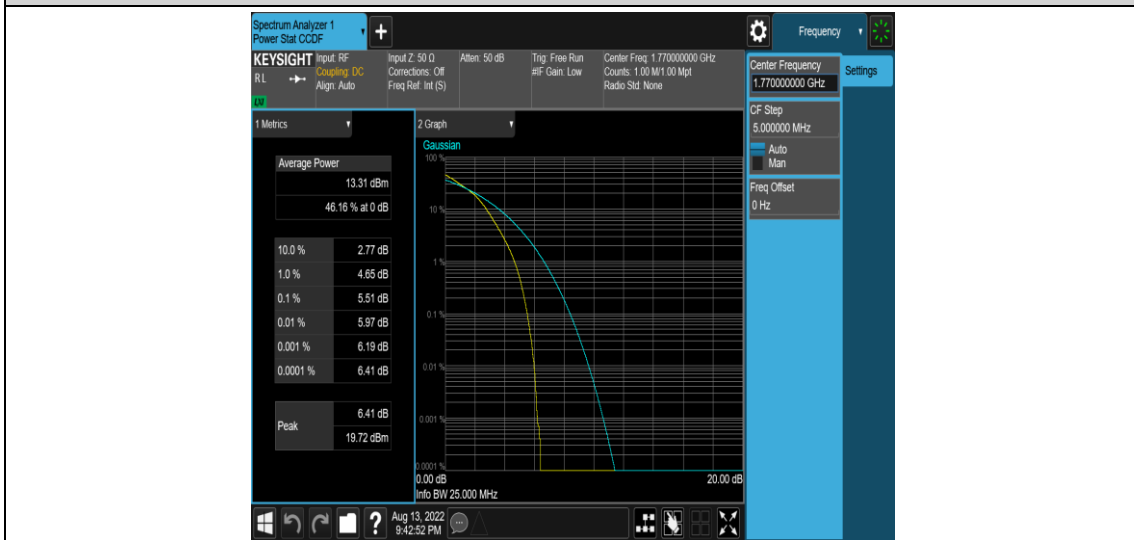 Spectrum Analyzer 1
Power Stat CCDF
+
Frequency
KEYSIGHT
RL
LXI
Input: RF
Coupling: DC
Align: Auto
Input Z: 50 Ω
Corrections: Off
Freq Ref: Int (S)
Atten: 50 dB
Trig: Free Run
#IF Gain: Low
Center Freq: 1.770000000 GHz
Counts: 1.00 M/1.00 Mpt
Radio Std: None
Center Frequency
1.770000000 GHz
Settings
CF Step
5.000000 MHz
Auto
Man
Freq Offset
0 Hz
1 Metrics
Average Power
13.31 dBm
46.16 % at 0 dB
10.0 % 2.77 dB
1.0 % 4.65 dB
0.1 % 5.51 dB
0.01 % 5.97 dB
0.001 % 6.19 dB
0.0001 % 6.41 dB
Peak
6.41 dB
19.72 dBm
2 Graph
Gaussian
100 %
10 %
1 %
0.1 %
0.01 %
0.001 %
0.0001 %
0.00 dB 20.00 dB
Info BW 25.000 MHz
?
Aug 13, 2022
9:42:52 PM